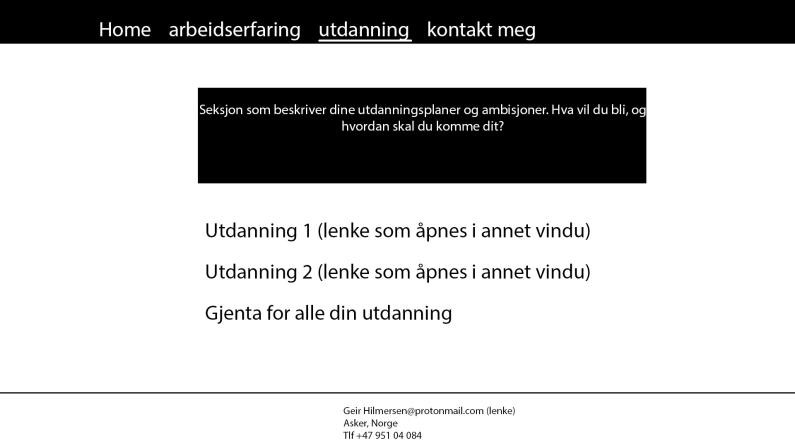 Home arbeidserfaring utdanning kontakt meg
Seksjon som beskriver dine utdanningsplaner og ambisjoner. Hva vil du bli, og
hvordan skal du komme dit?
Utdanning 1 (lenke som åpnes i annet vindu)
Utdanning 2 (lenke som åpnes i annet vindu)
Gjenta for alle din utdanning
Geir Hilmersen@protonmail.com (lenke)
Asker, Norge
Tlf +47 951 04 084